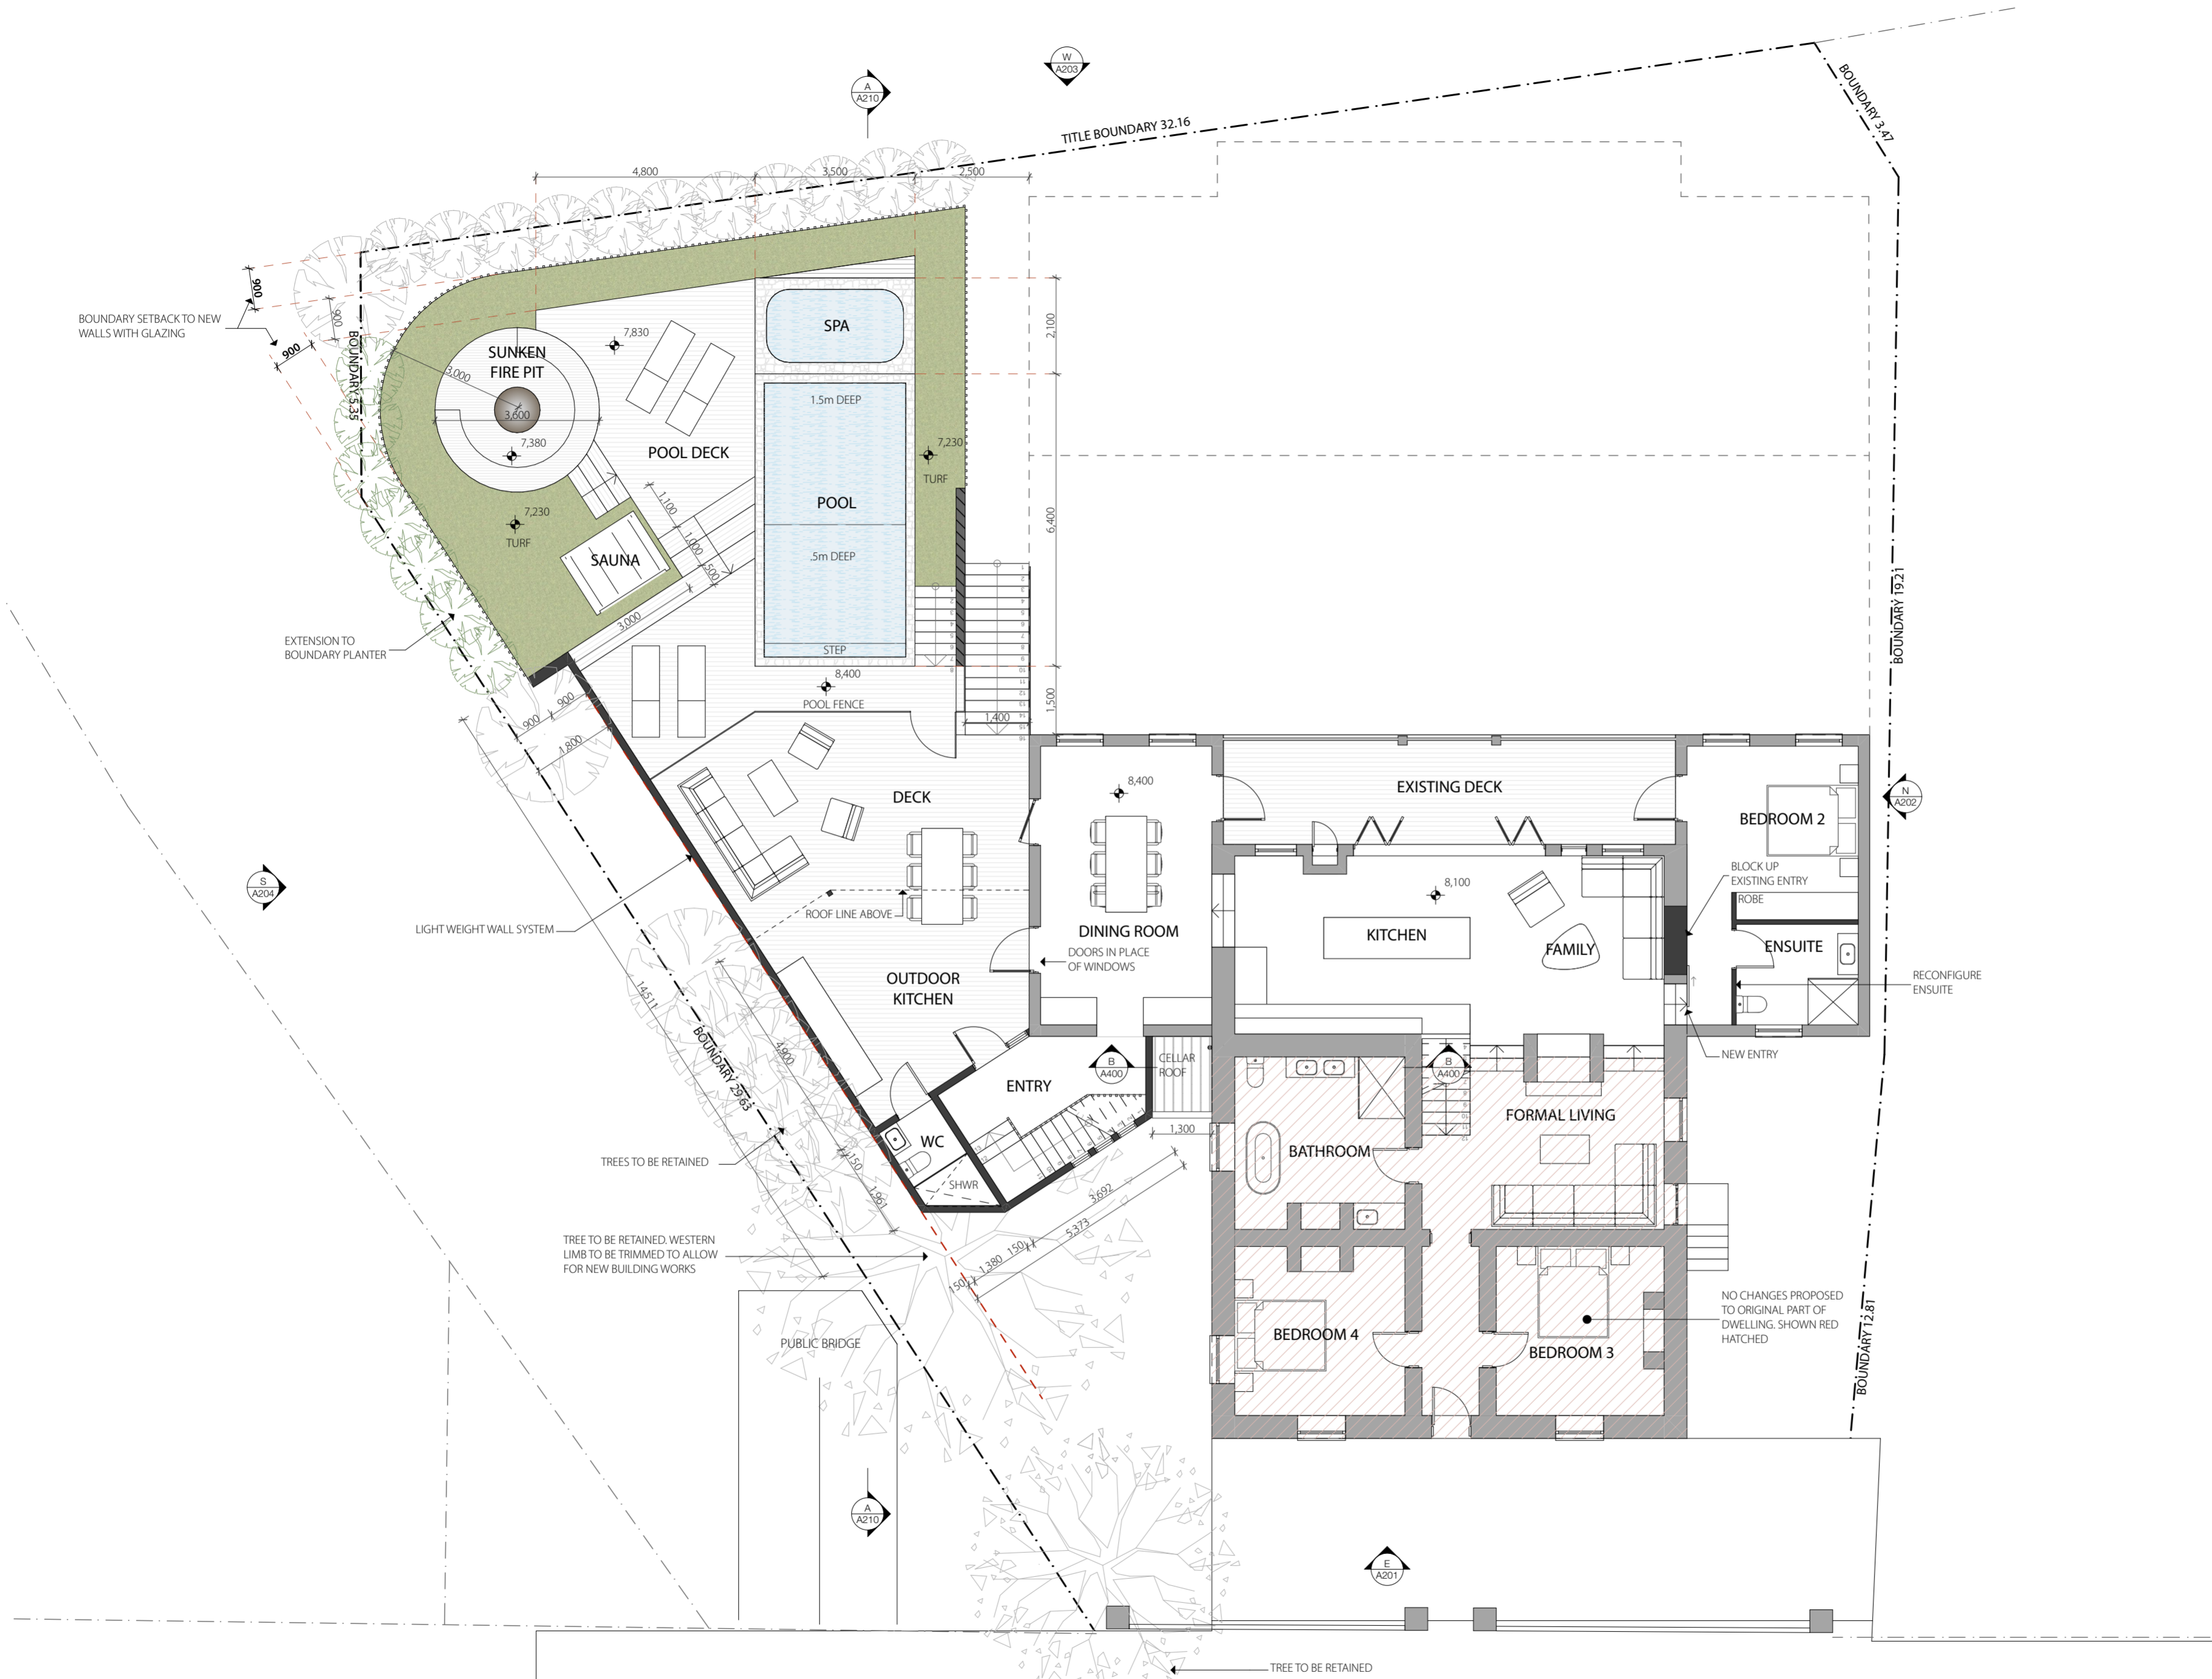 W
A203
A
A210
BOUNDARY 3.47
TITLE BOUNDARY 32.16
4,800
3,500
2,500
900
900
900
BOUNDARY SETBACK TO NEW
WALLS WITH GLAZING
BOUNDARY 5.35
SUNKEN
FIRE PIT
3,000
3,600
7,380
7,830
SPA
2,100
1.5m DEEP
POOL DECK
7,230
TURF
POOL
7,230
TURF
1,100
1,000
500
6,400
.5m DEEP
SAUNA
3,000
STEP
BOUNDARY 19.21
EXTENSION TO
BOUNDARY PLANTER
8,400
POOL FENCE
900
900
1,800
1,400
1,500
DECK
8,400
EXISTING DECK
BEDROOM 2
N
A202
BLOCK UP
EXISTING ENTRY
ROBE
S
A204
LIGHT WEIGHT WALL SYSTEM
ROOF LINE ABOVE
DINING ROOM
DOORS IN PLACE
OF WINDOWS
8,100
KITCHEN
FAMILY
ENSUITE
RECONFIGURE
ENSUITE
OUTDOOR
KITCHEN
14,511
4,900
BOUNDARY 29.63
NEW ENTRY
B
A400
CELLAR
ROOF
B
A400
ENTRY
FORMAL LIVING
WC
1,300
BATHROOM
TREES TO BE RETAINED
150
1,961
SHWR
3,692
5,373
1,380
150
150
TREE TO BE RETAINED. WESTERN
LIMB TO BE TRIMMED TO ALLOW
FOR NEW BUILDING WORKS
PUBLIC BRIDGE
BEDROOM 4
BEDROOM 3
NO CHANGES PROPOSED
TO ORIGINAL PART OF
DWELLING. SHOWN RED
HATCHED
BOUNDARY 12.81
A
A210
E
A201
TREE TO BE RETAINED